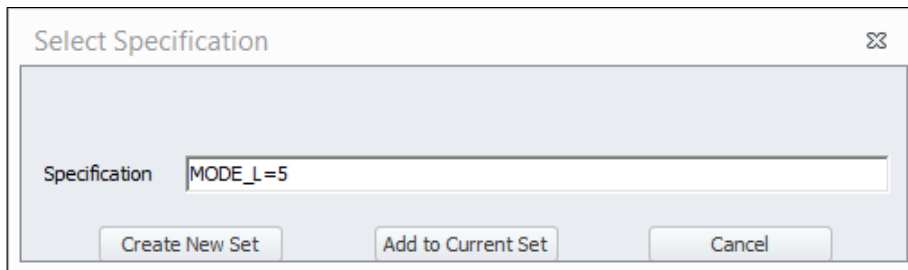 Select Specification
Specification MODE_L=5
Create New Set Add to Current Set Cancel